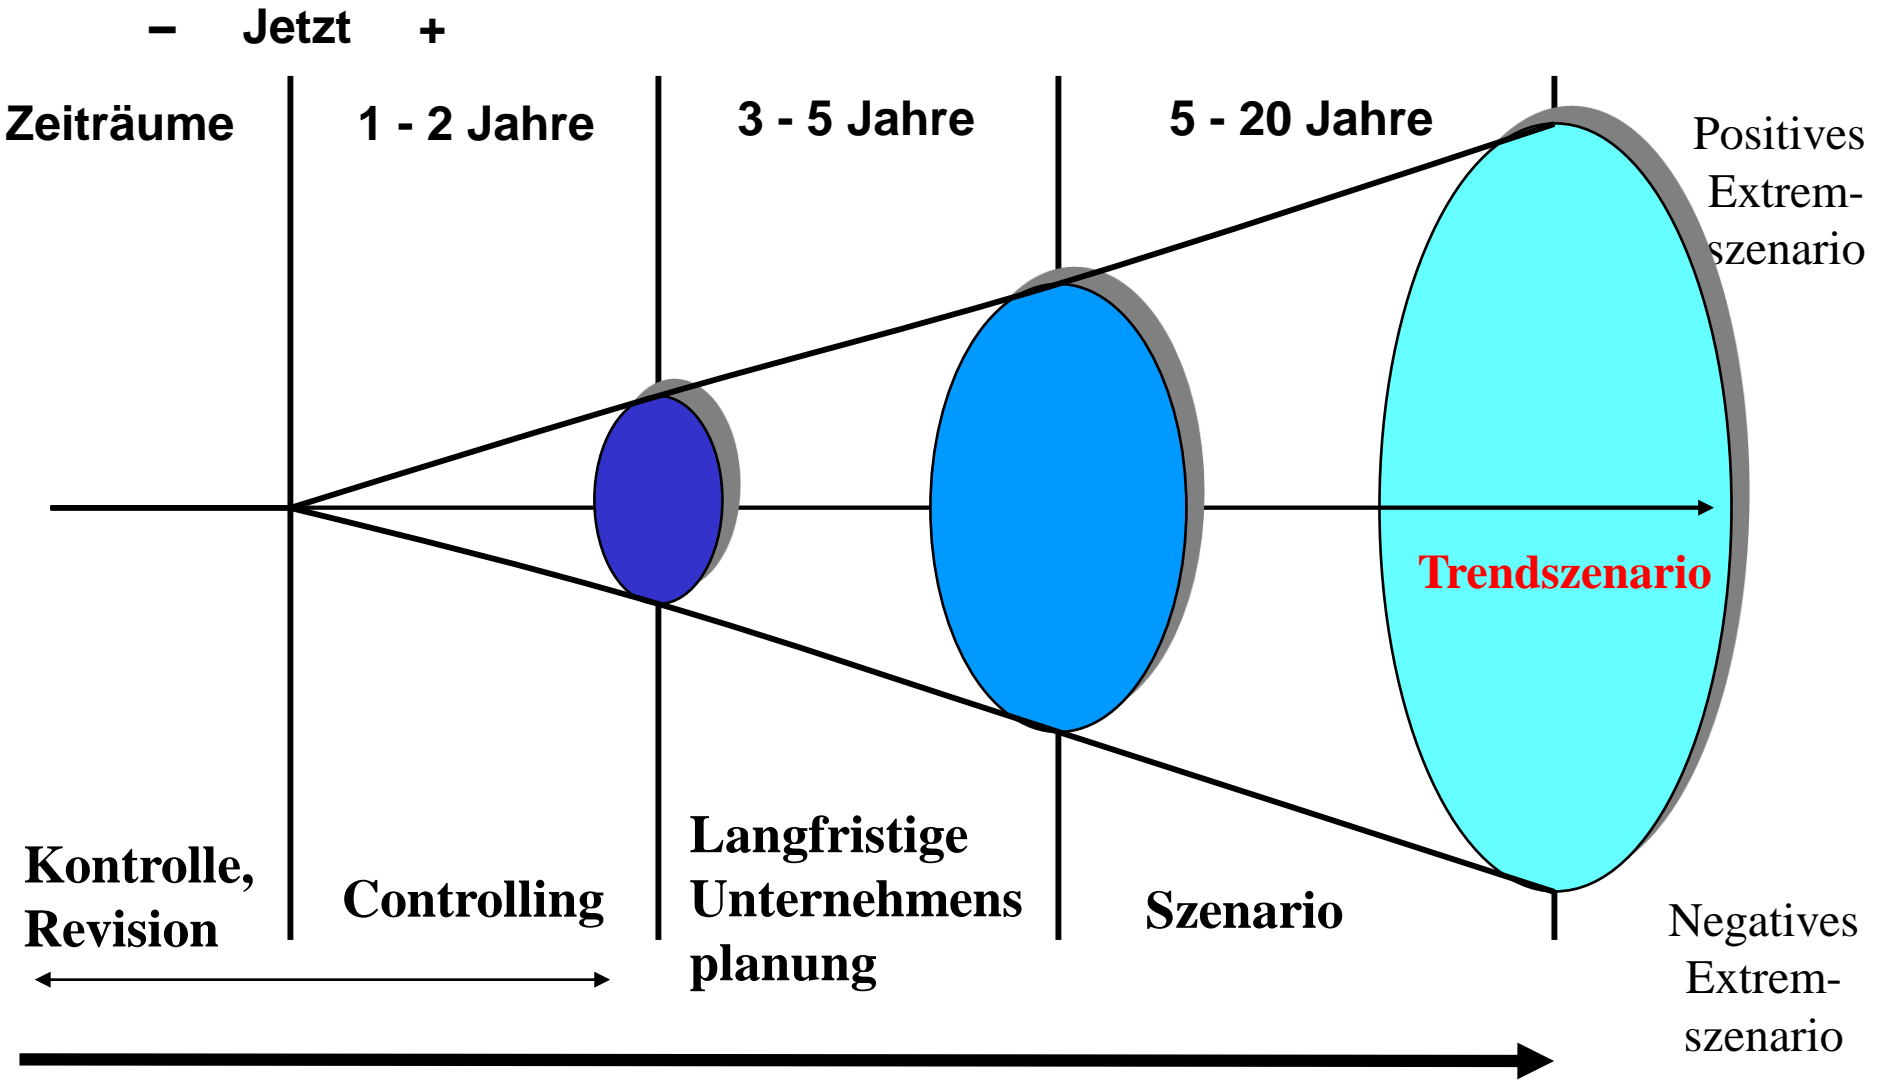 – Jetzt +
Zeiträume
1 - 2 Jahre
3 - 5 Jahre
5 - 20 Jahre
Positives
Extrem-
szenario
Trendszenario
Kontrolle,
Revision
Controlling
Langfristige
Unternehmens
planung
Szenario
Negatives
Extrem-
szenario